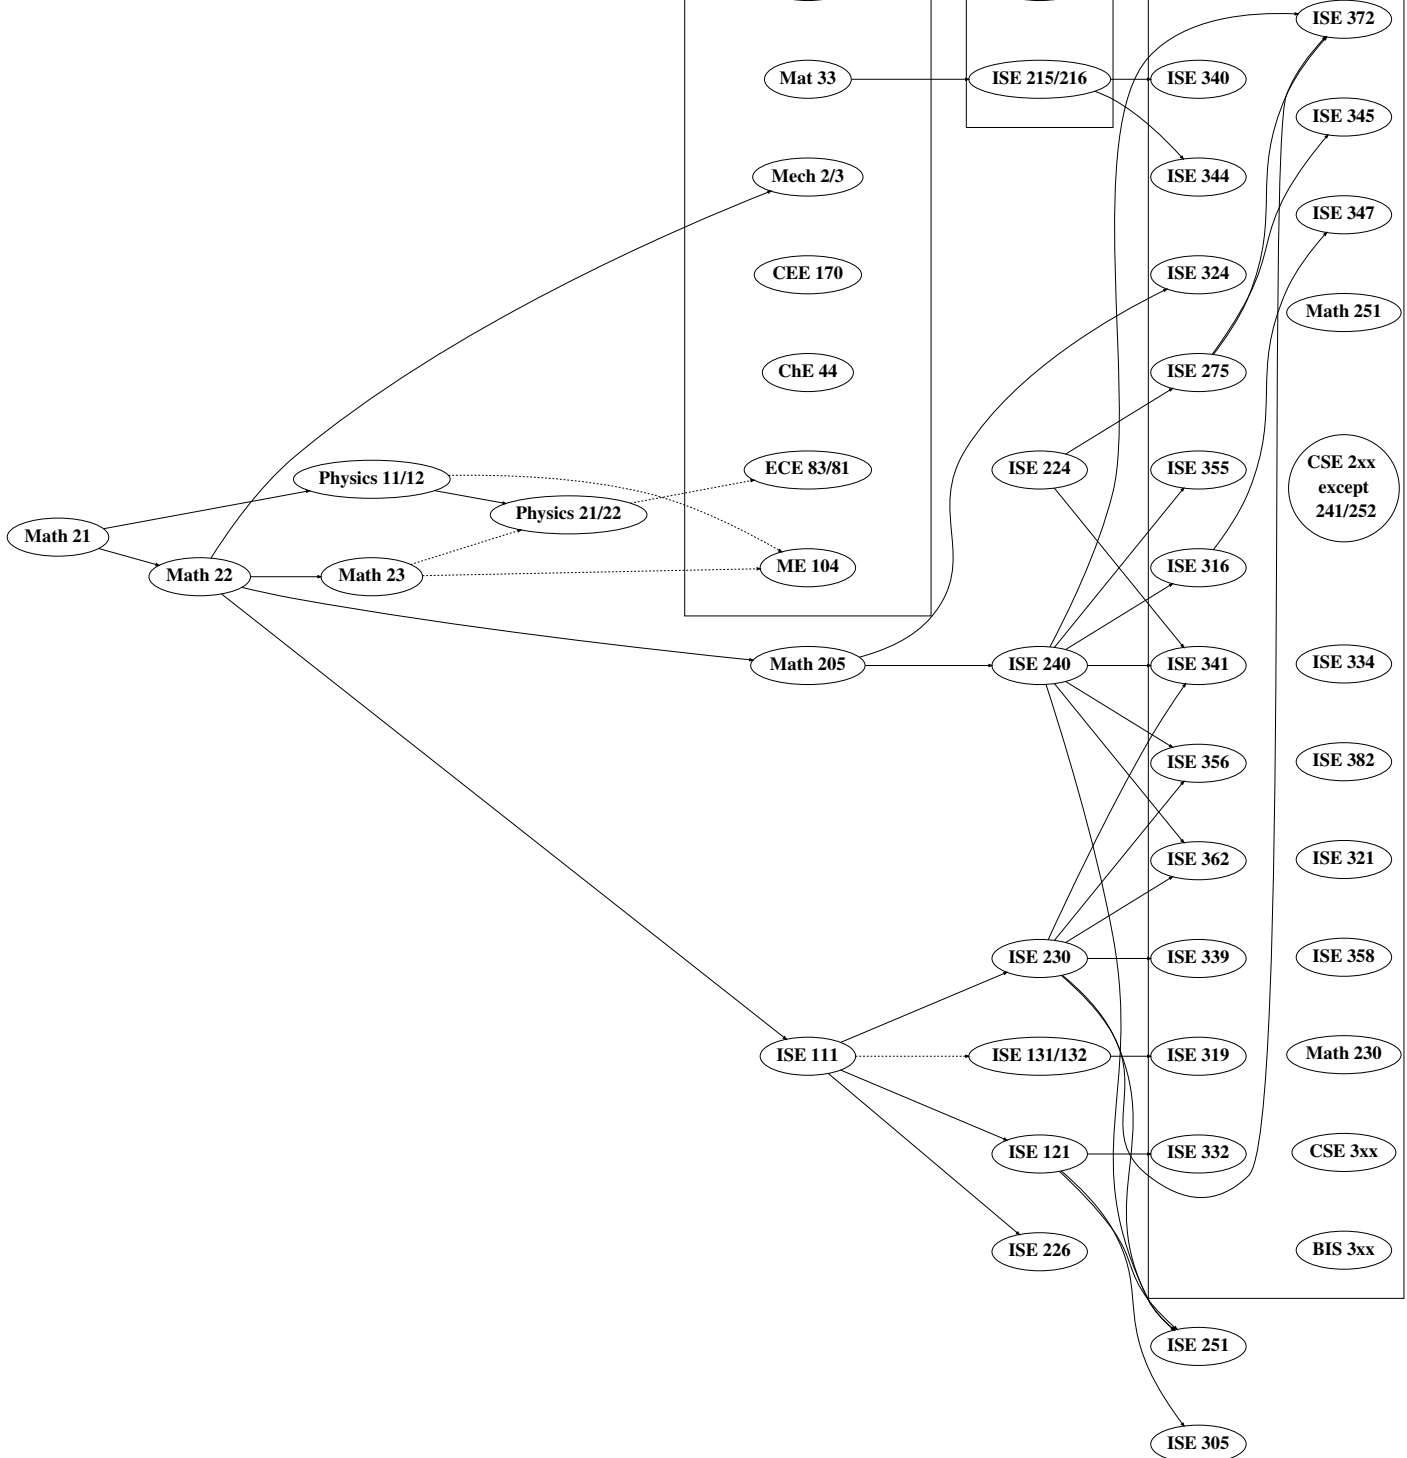 ISE 372
Mat 33
ISE 215/216
ISE 340
ISE 345
Mech 2/3
ISE 344
ISE 347
CEE 170
ISE 324
Math 251
ChE 44
ISE 275
CSE 2xx
except
241/252
Physics 11/12
ECE 83/81
ISE 224
ISE 355
Physics 21/22
Math 21
Math 22
Math 23
ME 104
ISE 316
Math 205
ISE 240
ISE 341
ISE 334
ISE 356
ISE 382
ISE 362
ISE 321
ISE 230
ISE 339
ISE 358
ISE 111
ISE 131/132
ISE 319
Math 230
ISE 121
ISE 332
CSE 3xx
ISE 226
BIS 3xx
ISE 251
ISE 305